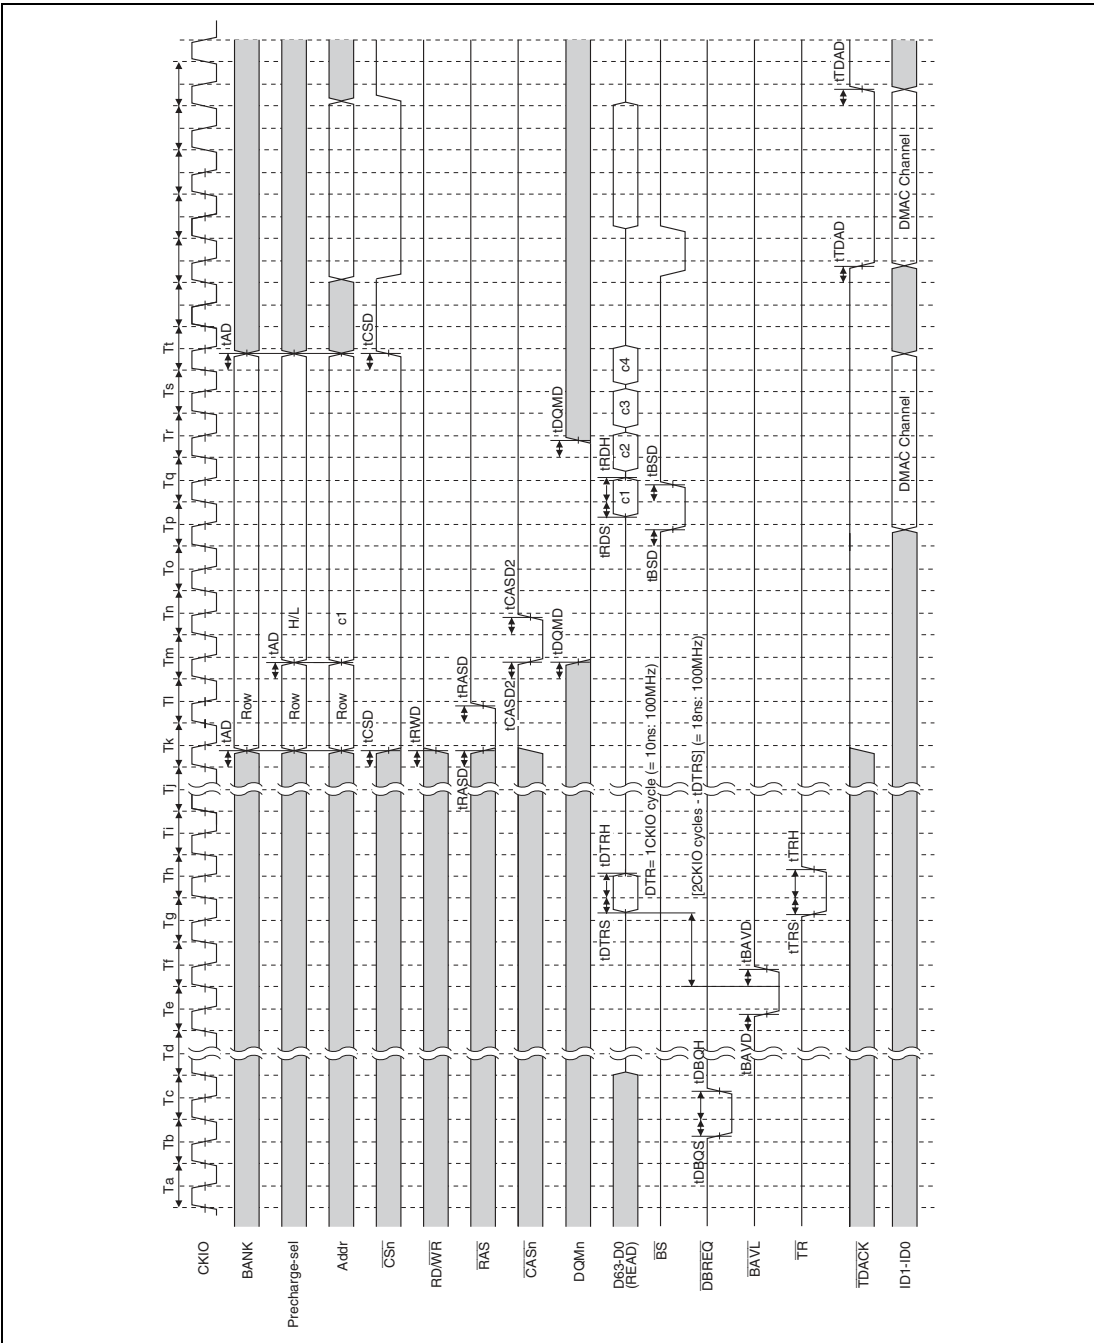 Ta Tb Tc Td Te Tf Tg Th Ti Tj Tk Tl Tm Tn To Tp Tq Tr Ts Tt
CKIO
tAD tAD
BANK Row
tAD
Precharge-sel Row H/L
Addr Row c1
tCSD tCSD
CSn
tRWD
RD/WR
tRASD tRASD
RAS
tCASD2 tCASD2
CASn
tDQMD tDQMD
DQMn
tDTRS tDTRH tRDS tRDH
D63-D0
(READ) c1 c2 c3 c4
DTR= 1CKIO cycle (= 10ns: 100MHz)
tBSD tBSD
BS
[2CKIO cycles - tDTRS] (= 18ns: 100MHz)
tDBQS tDBQH
DBREQ
tBAVD tBAVD
BAVL
tTRS tTRH
TR
tTDAD tTDAD
TDACK
ID1-ID0 DMAC Channel DMAC Channel